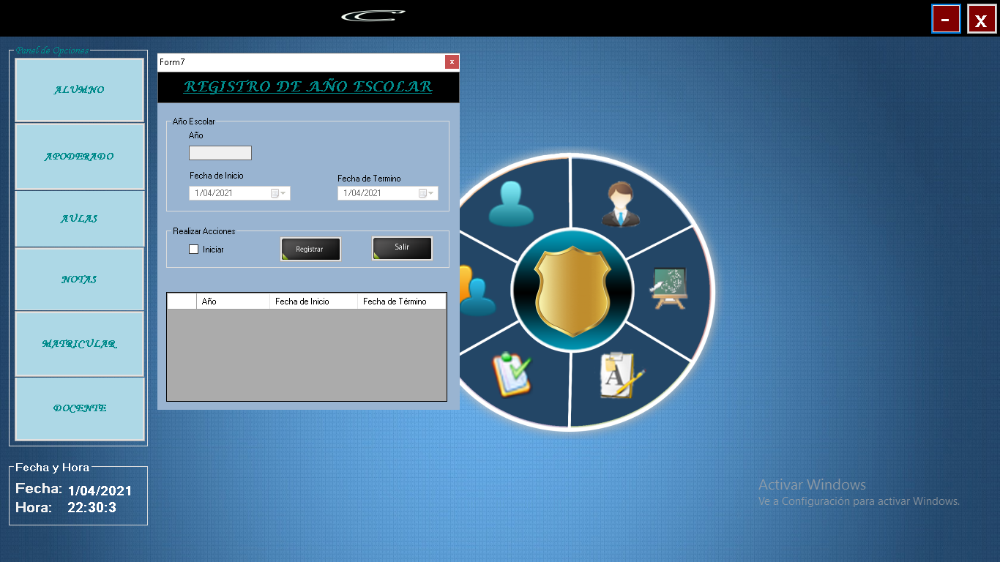 -
x
Panel de Opciones
ALUMNO
APODERADO
AULAS
NOTAS
MATRICULAR
DOCENTE
Fecha y Hora
Fecha: 1/04/2021
Hora: 22:30:3
Form7
x
REGISTRO DE AÑO ESCOLAR
Año Escolar
Año
Fecha de Inicio
Fecha de Termino
1/04/2021
1/04/2021
Realizar Acciones
Iniciar
Registrar
Salir
Año
Fecha de Inicio
Fecha de Término
A
Activar Windows
Ve a Configuración para activar Windows.